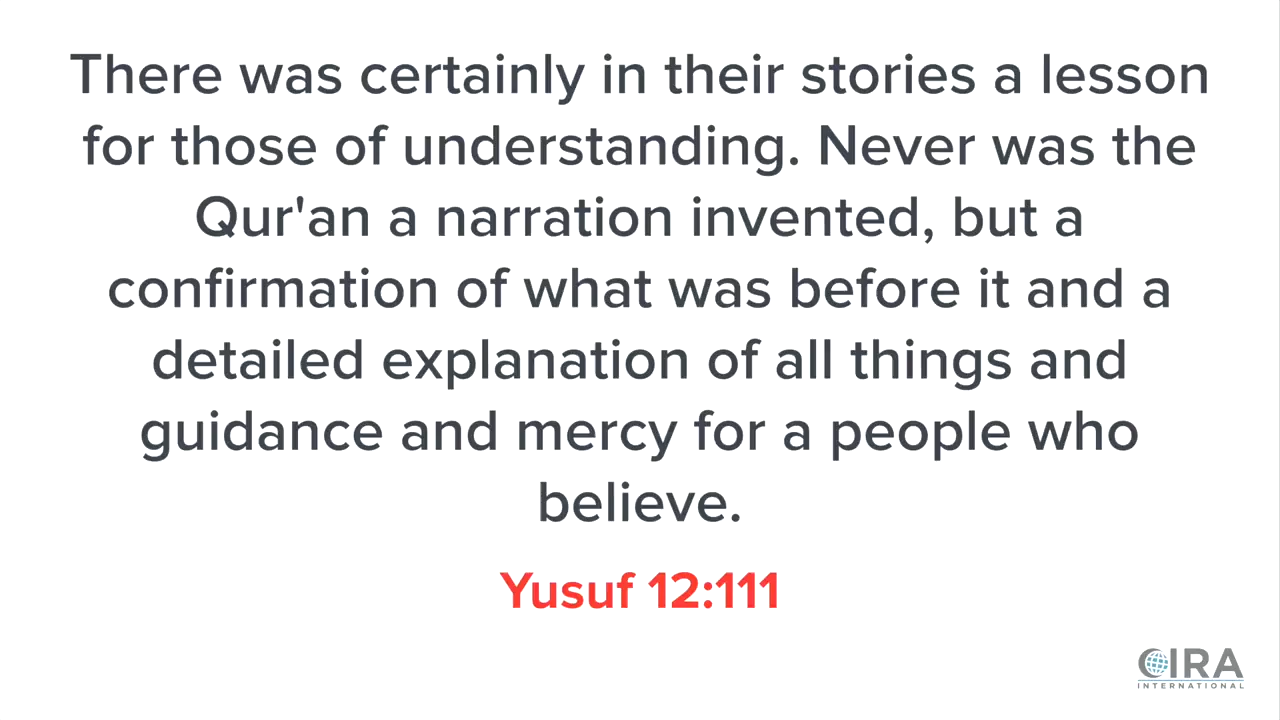 There was certainly in their stories a lesson
for those of understanding. Never was the
Qur'an a narration invented, but a
confirmation of what was before it and a
detailed explanation of all things and
guidance and mercy for a people who
believe.
Yusuf 12:111
CIRA
INTERNATIONAL